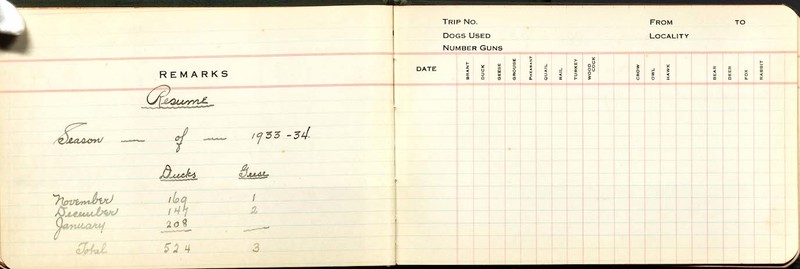 REMARKS
Resume
Season — of — 1933-34.
Ducks Geese
November 169 1
December 147 2
January 208 —
Total 524 3
TRIP NO. FROM TO
DOGS USED LOCALITY
NUMBER GUNS
DATE BRANT DUCK GEESE GROUSE PHEASANT QUAIL RAIL TURKEY WOOD COCK CROW OWL HAWK BEAR DEER FOX RABBIT